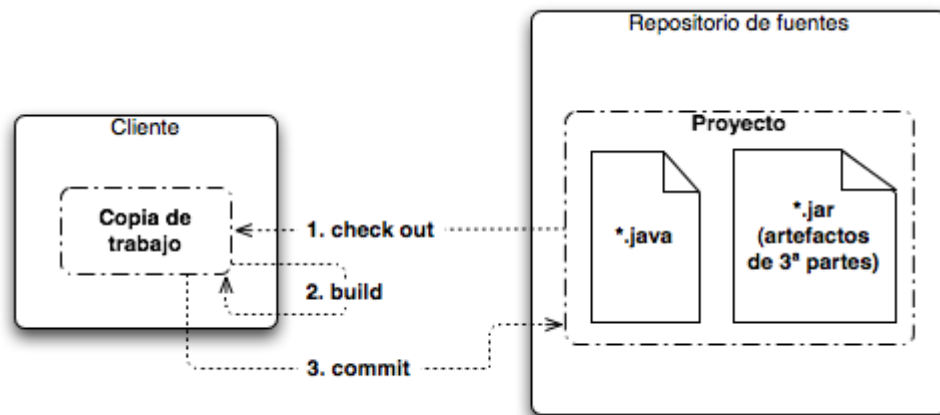 Repositorio de fuentes
Cliente
Proyecto
Copia de
trabajo
1. check out
*.java
*.jar
(artefactos
de 3ª partes)
2. build
3. commit